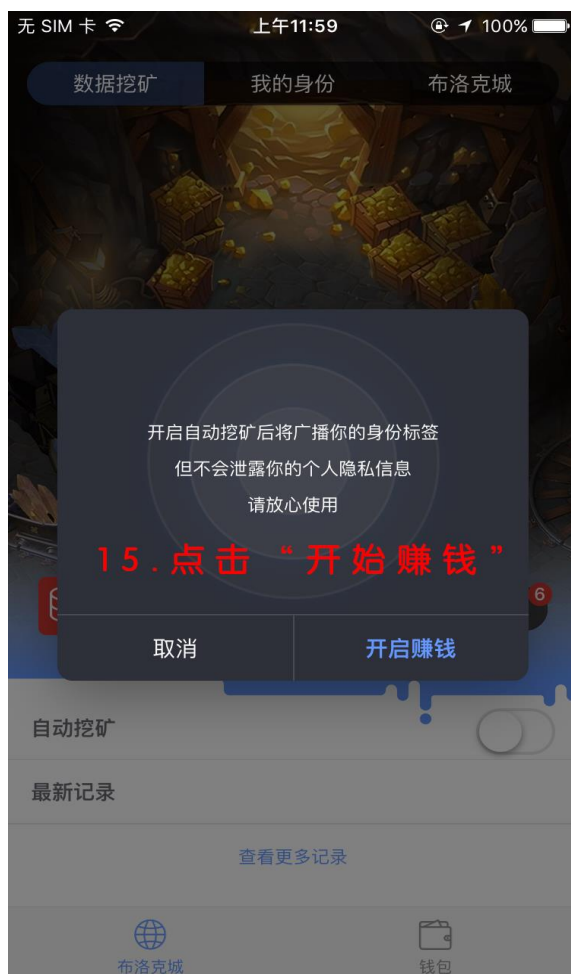 无 SIM 卡 上午11:59 100%
数据挖矿 我的身份 布洛克城
开启自动挖矿后将广播你的身份标签
但不会泄露你的个人隐私信息
请放心使用
15.点击“开始赚钱”
6
取消 开启赚钱
自动挖矿
最新记录
查看更多记录
布洛克城 钱包